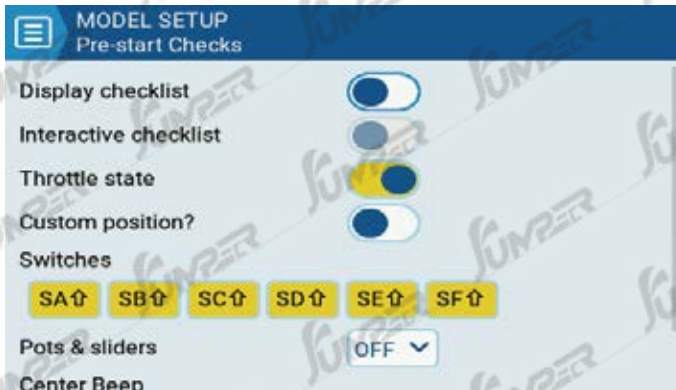 MODEL SETUP
Pre-start Checks
Display checklist
Interactive checklist
Throttle state
Custom position?
Switches
SA⇧ SB⇧ SC⇧ SD⇧ SE⇧ SF⇧
Pots & sliders OFF
Center Beep
JUMPER